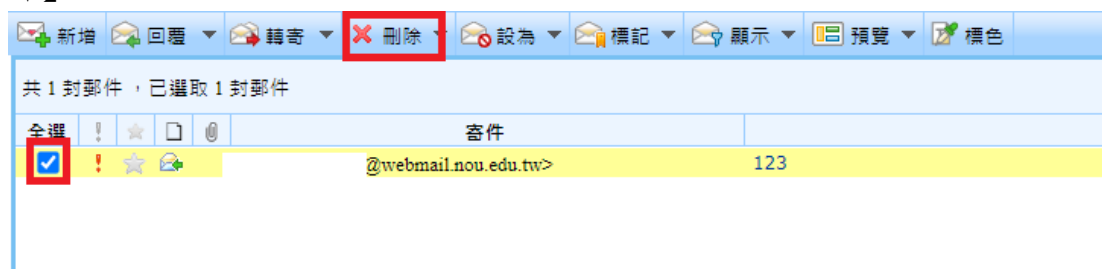 新增 回覆 轉寄 刪除 設為 標記 顯示 預覽 標色
共 1 封郵件，已選取 1 封郵件
全選 寄件
@webmail.nou.edu.tw> 123